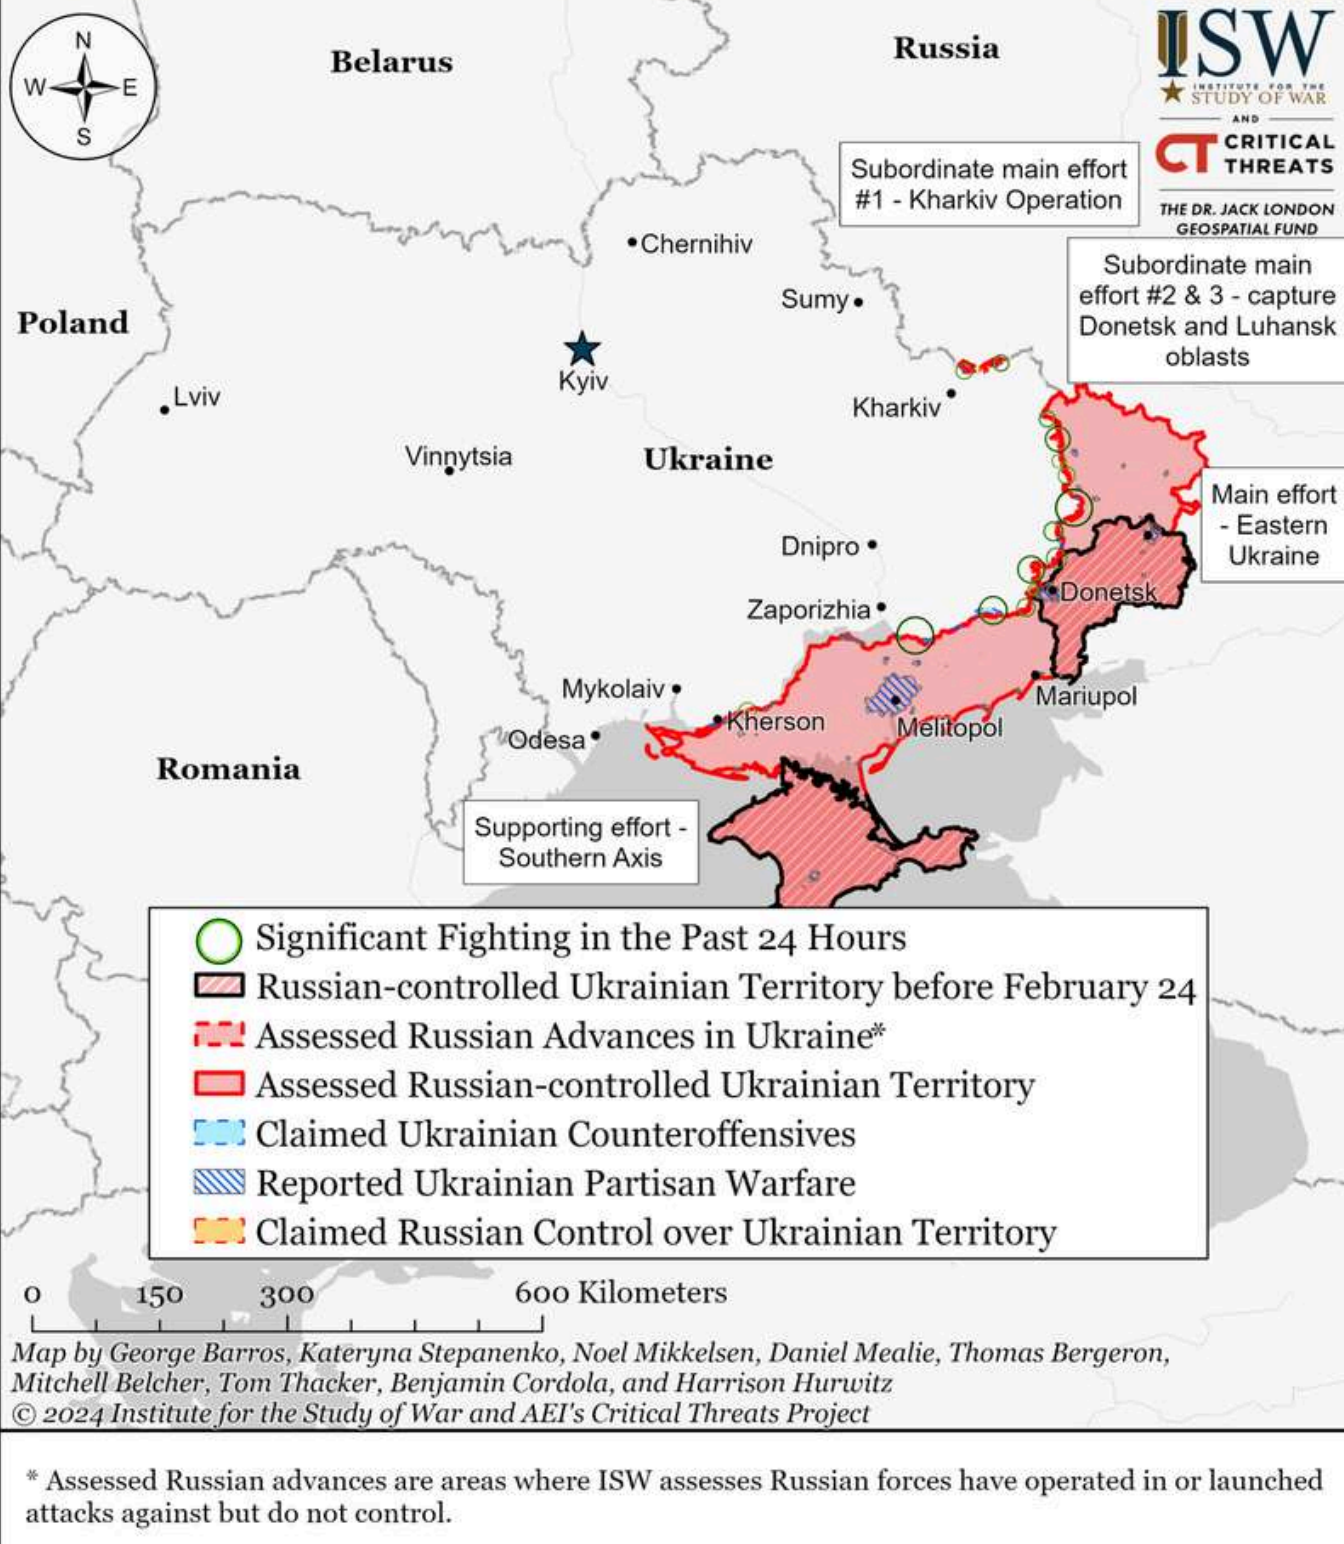 N
W
E
S
Belarus
Russia
ISW
INSTITUTE FOR THE
STUDY OF WAR
AND
CT CRITICAL
THREATS
THE DR. JACK LONDON
GEOSPATIAL FUND
Subordinate main effort
#1 - Kharkiv Operation
Subordinate main
effort #2 & 3 - capture
Donetsk and Luhansk
oblasts
Chernihiv
Sumy
Poland
Kyiv
Lviv
Kharkiv
Vinnytsia
Ukraine
Main effort
- Eastern
Ukraine
Dnipro
Donetsk
Zaporizhia
Mykolaiv
Mariupol
Kherson
Melitopol
Odesa
Romania
Supporting effort -
Southern Axis
Significant Fighting in the Past 24 Hours
Russian-controlled Ukrainian Territory before February 24
Assessed Russian Advances in Ukraine*
Assessed Russian-controlled Ukrainian Territory
Claimed Ukrainian Counteroffensives
Reported Ukrainian Partisan Warfare
Claimed Russian Control over Ukrainian Territory
0 150 300 600 Kilometers
Map by George Barros, Kateryna Stepanenko, Noel Mikkelsen, Daniel Mealie, Thomas Bergeron,
Mitchell Belcher, Tom Thacker, Benjamin Cordola, and Harrison Hurwitz
© 2024 Institute for the Study of War and AEI's Critical Threats Project
* Assessed Russian advances are areas where ISW assesses Russian forces have operated in or launched
attacks against but do not control.